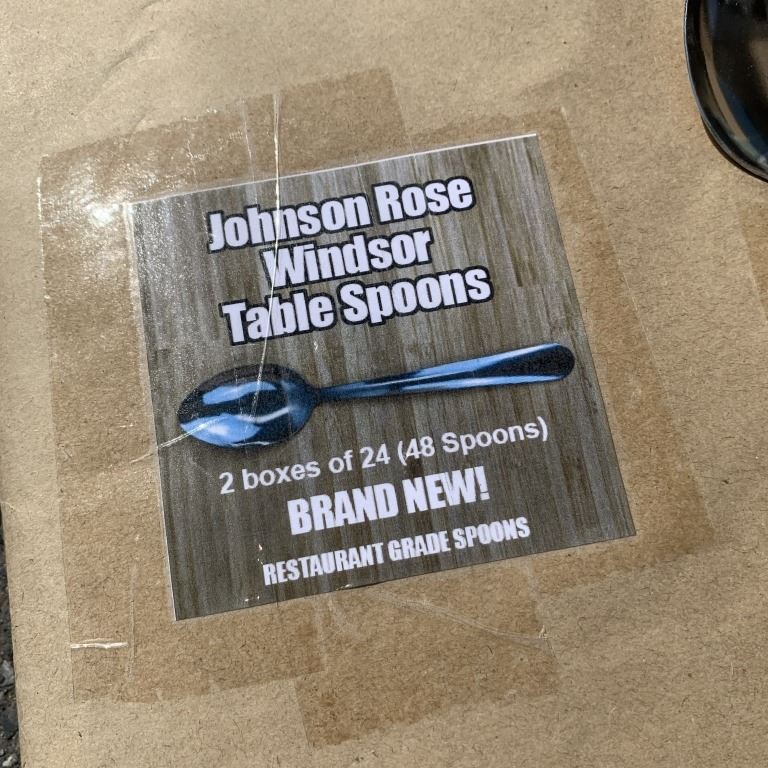 Johnson Rose
Windsor
Table Spoons
2 boxes of 24 (48 Spoons)
BRAND NEW!
RESTAURANT GRADE SPOONS